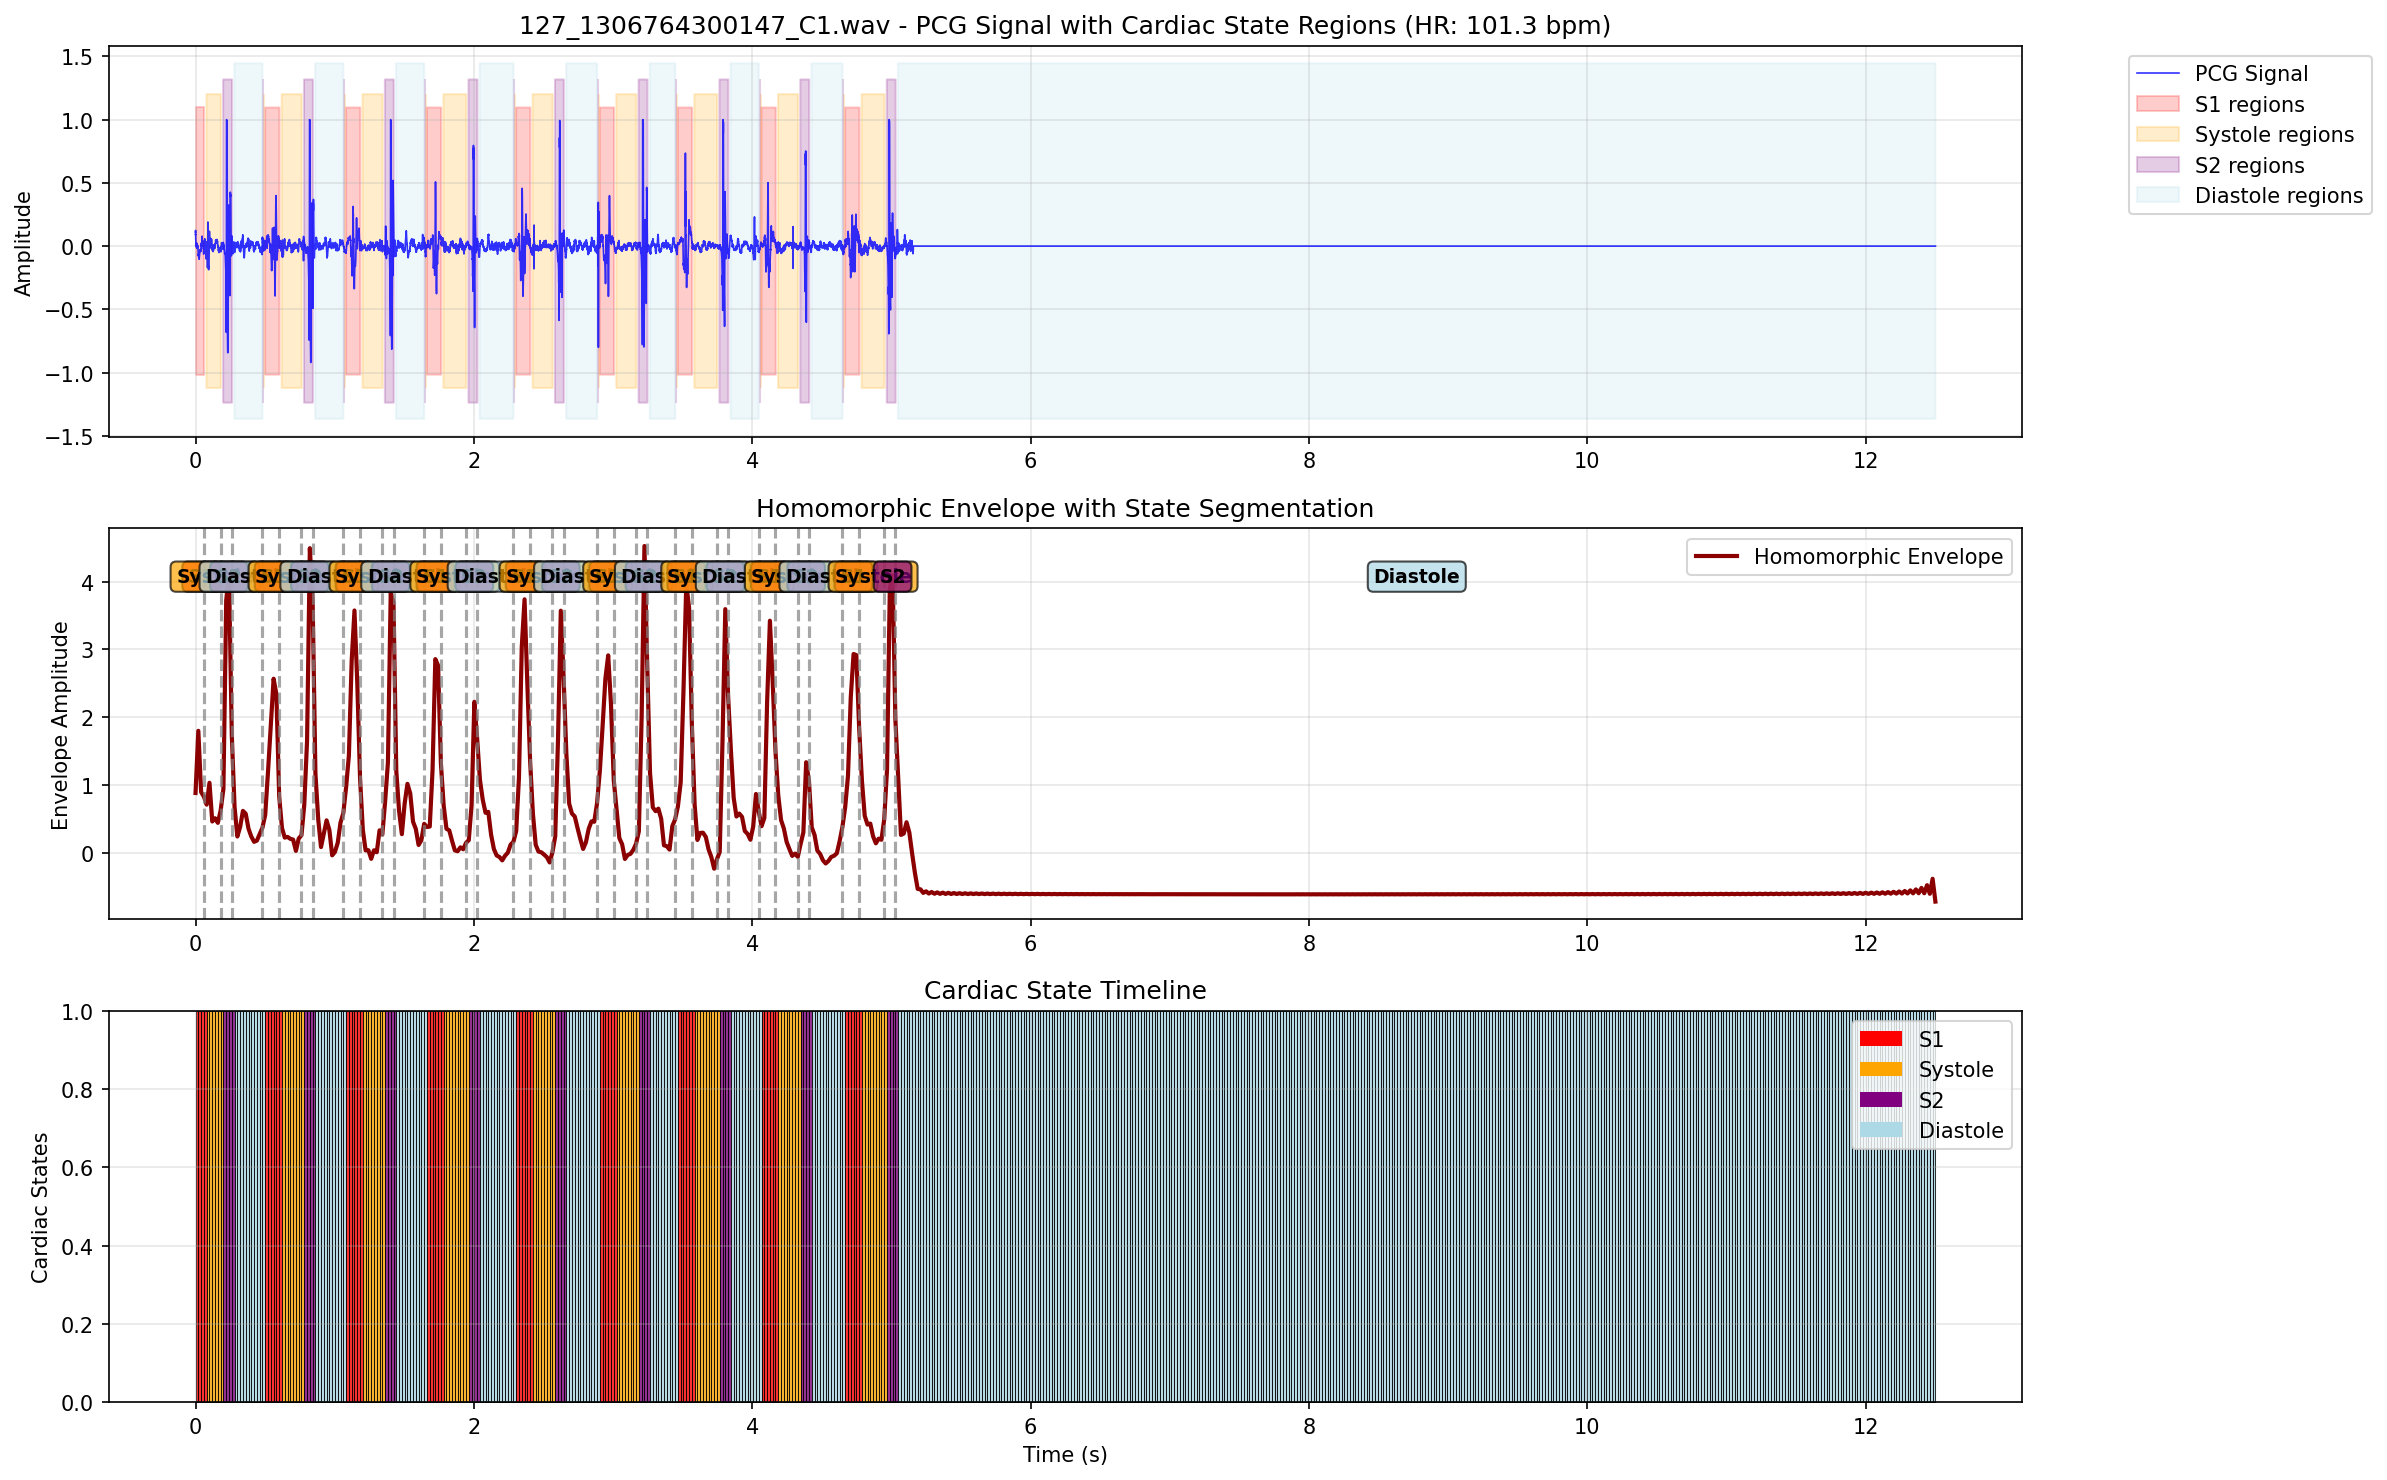 127_1306764300147_C1.wav - PCG Signal with Cardiac State Regions (HR: 101.3 bpm)
Amplitude
1.5
1.0
0.5
0.0
−0.5
−1.0
−1.5
0 2 4 6 8 10 12
PCG Signal
S1 regions
Systole regions
S2 regions
Diastole regions
Homomorphic Envelope with State Segmentation
Envelope Amplitude
4
3
2
1
0
Homomorphic Envelope
Sy Dias Sys Dias Sys Dias Sys Dias Sys Dias Sys Dias Sys Dias Sys Dias Syst S2 Diastole
0 2 4 6 8 10 12
Cardiac State Timeline
Cardiac States
1.0
0.8
0.6
0.4
0.2
0.0
S1
Systole
S2
Diastole
0 2 4 6 8 10 12
Time (s)